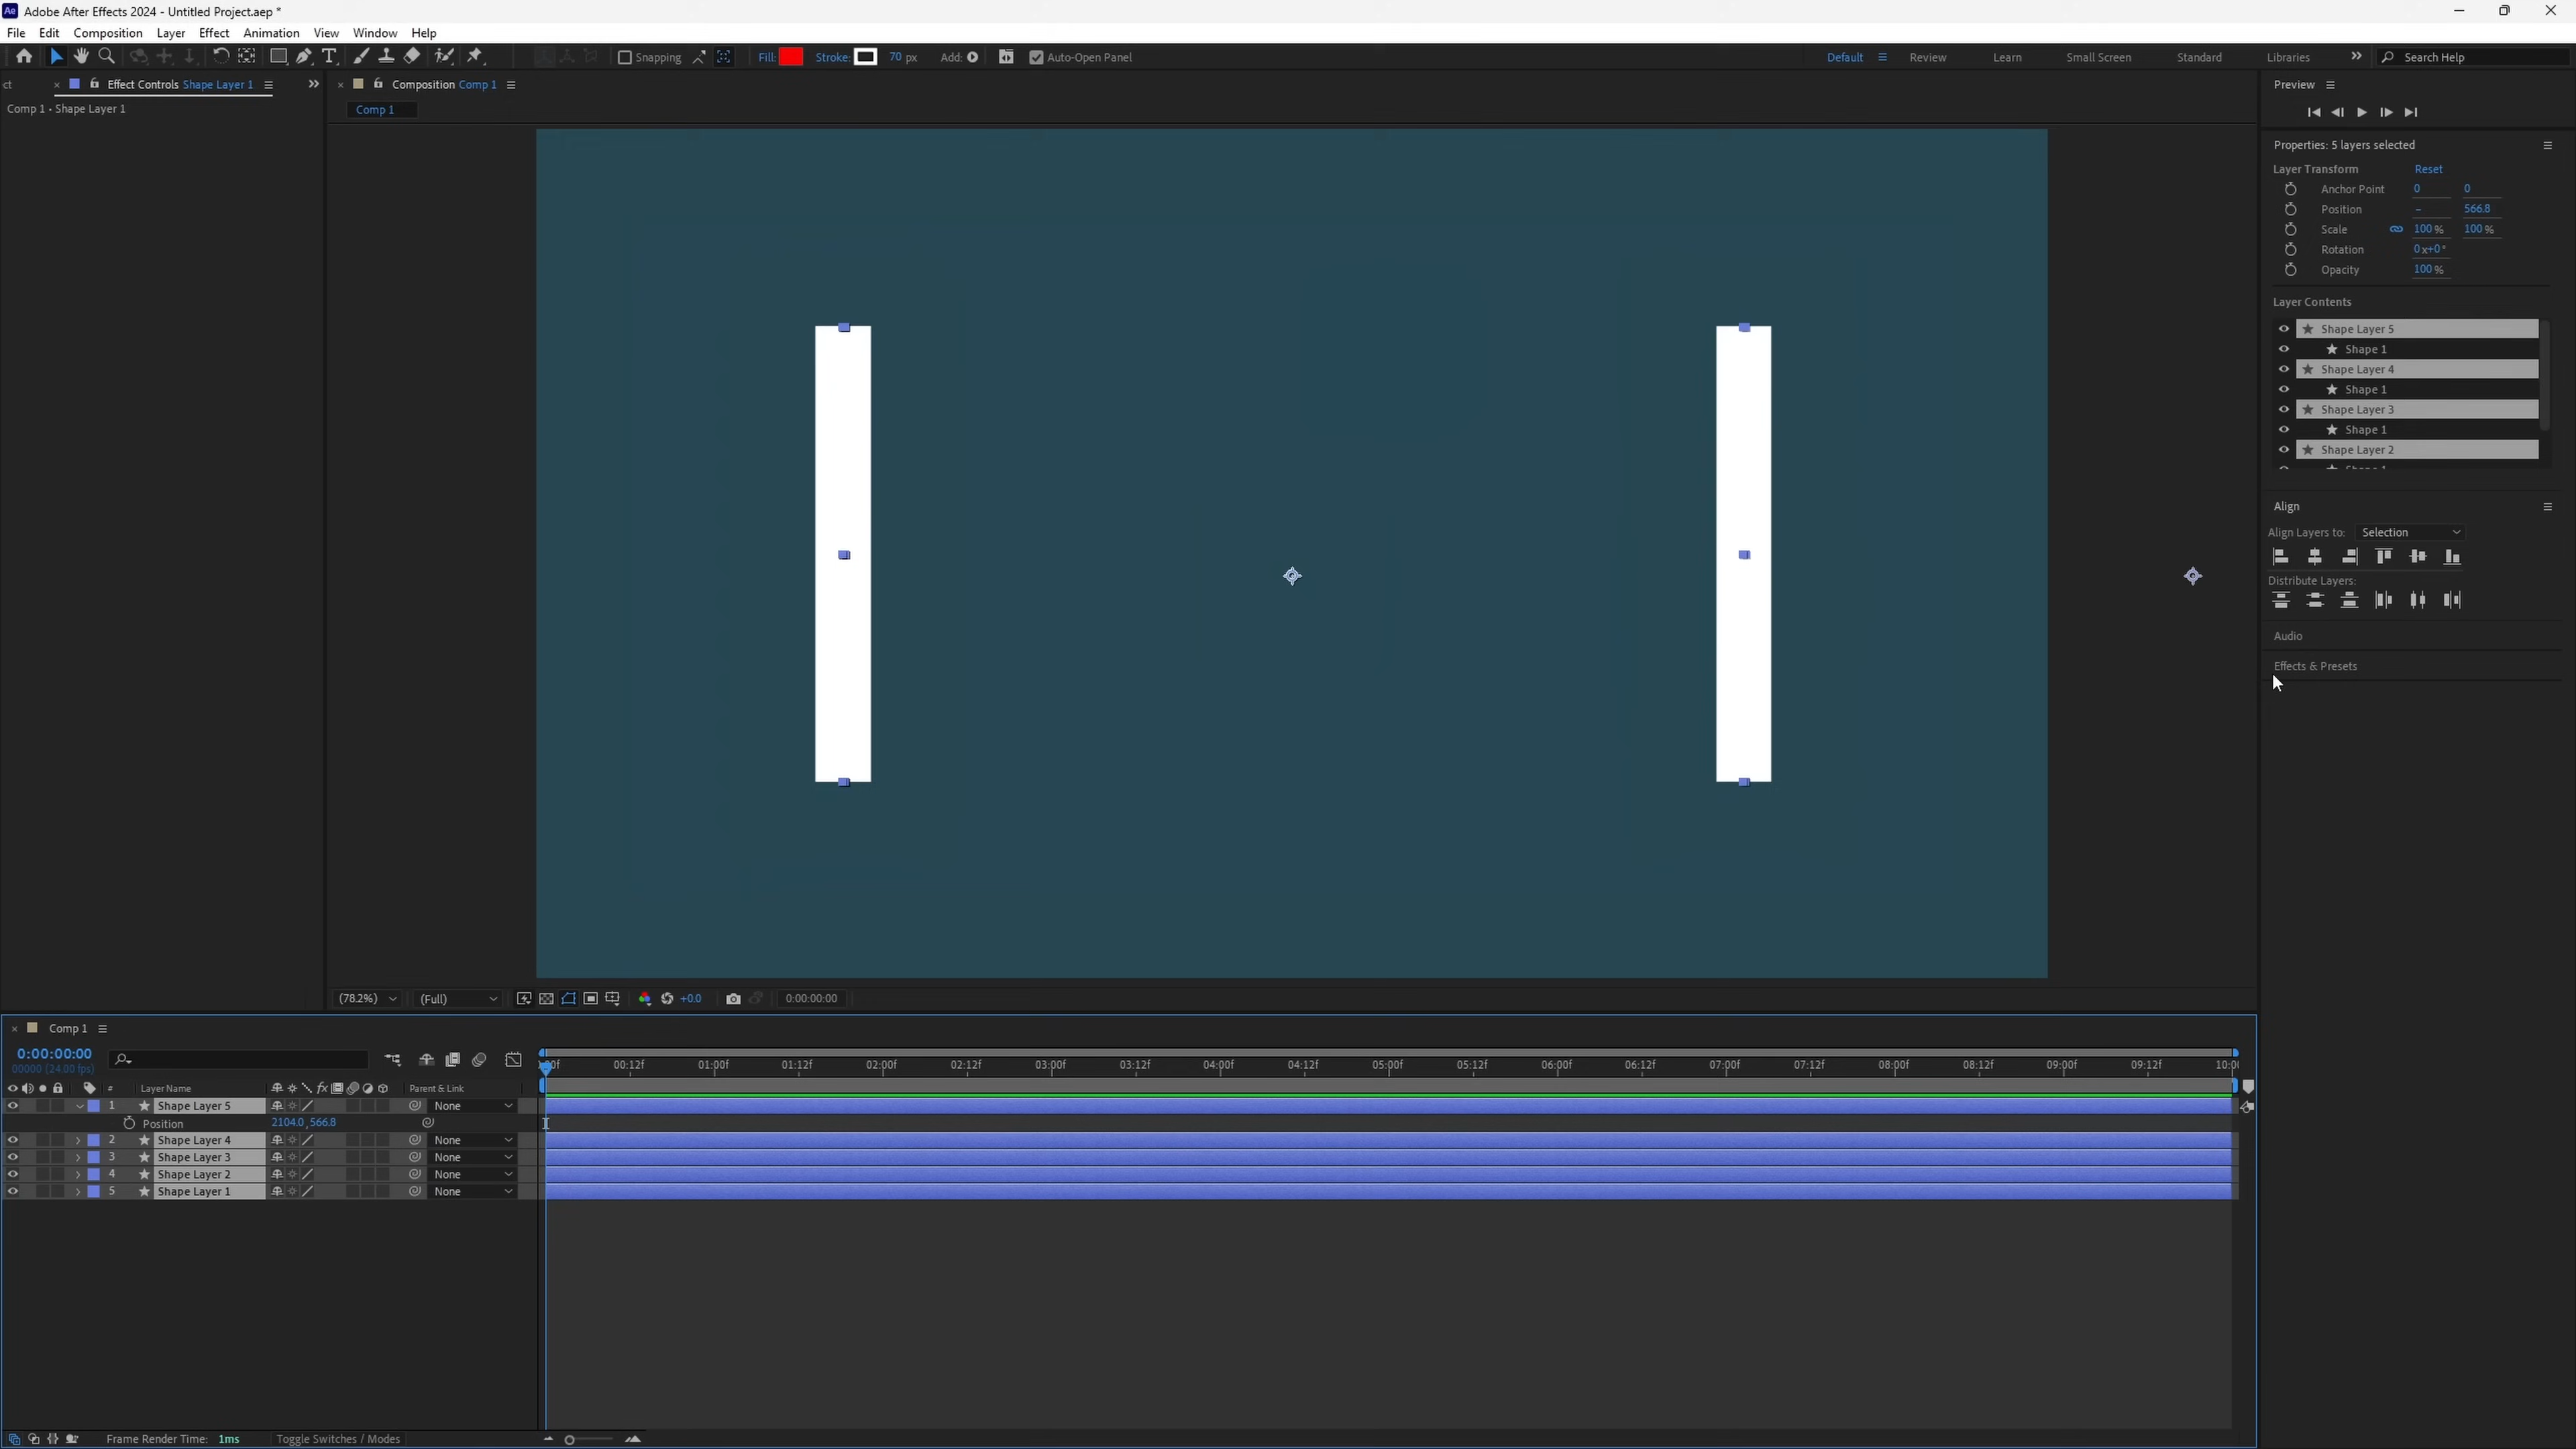 Adobe After Effects 2024 - Untitled Project.aep *
File Edit Composition Layer Effect Animation View Window Help
Snapping Fill: Stroke: 70 px Add: Auto-Open Panel Default Review Learn Small Screen Standard Libraries Search Help
ct Effect Controls Shape Layer 1
Comp 1 • Shape Layer 1
Composition Comp 1
Comp 1
Preview
Properties: 5 layers selected
Layer Transform Reset
Anchor Point 0 0
Position - 566.8
Scale 100 % 100 %
Rotation 0x+0°
Opacity 100 %
Layer Contents
Shape Layer 5
Shape 1
Shape Layer 4
Shape 1
Shape Layer 3
Shape 1
Shape Layer 2
Align
Align Layers to: Selection
Distribute Layers:
Audio
Effects & Presets
(78.2%) (Full) +0.0 0:00:00:00
Comp 1
0:00:00:00
00000 (24.00 fps)
00:12f 01:00f 01:12f 02:00f 02:12f 03:00f 03:12f 04:00f 04:12f 05:00f 05:12f 06:00f 06:12f 07:00f 07:12f 08:00f 08:12f 09:00f 09:12f
# Layer Name fx Parent & Link
1 Shape Layer 5 None
Position 2104.0, 566.8
2 Shape Layer 4 None
3 Shape Layer 3 None
4 Shape Layer 2 None
5 Shape Layer 1 None
Frame Render Time: 1ms Toggle Switches / Modes